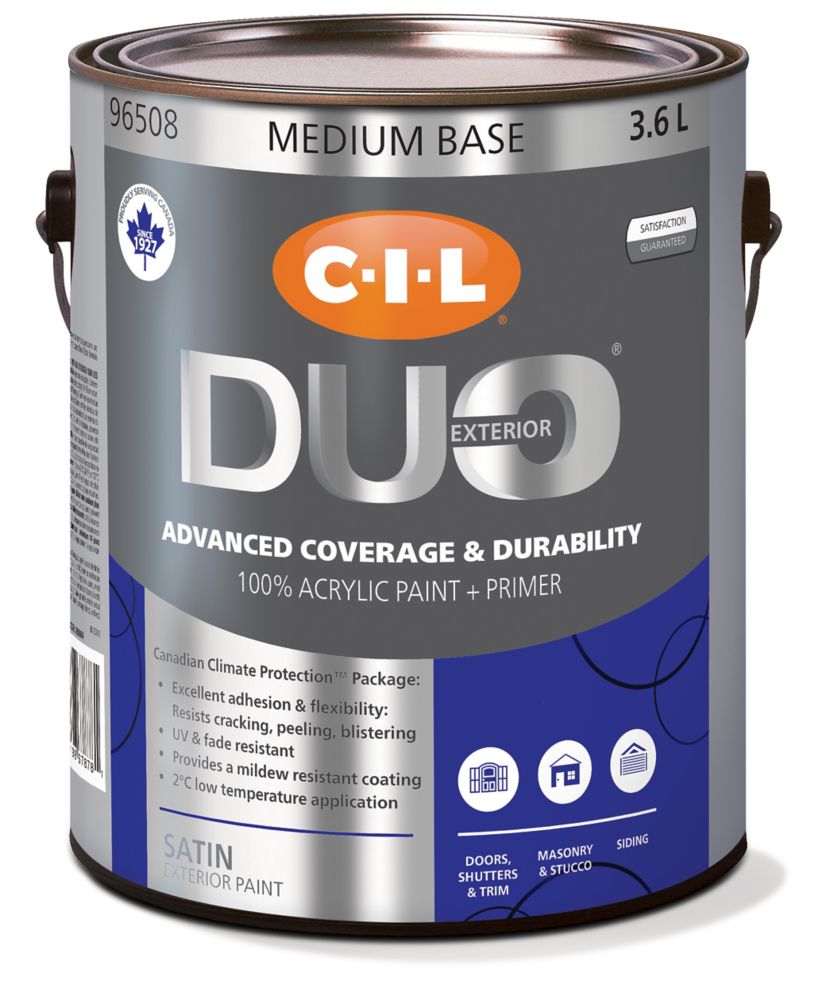 96508
MEDIUM BASE
3.6 L
PROUDLY SERVING CANADA
SINCE
1927
SATISFACTION
GUARANTEED
C·I·L®
DUO®
EXTERIOR
ADVANCED COVERAGE & DURABILITY
100% ACRYLIC PAINT + PRIMER
Canadian Climate Protection™ Package:
• Excellent adhesion & flexibility:
Resists cracking, peeling, blistering
• UV & fade resistant
• Provides a mildew resistant coating
• 2°C low temperature application
SATIN
EXTERIOR PAINT
DOORS,
SHUTTERS
& TRIM
MASONRY
& STUCCO
SIDING